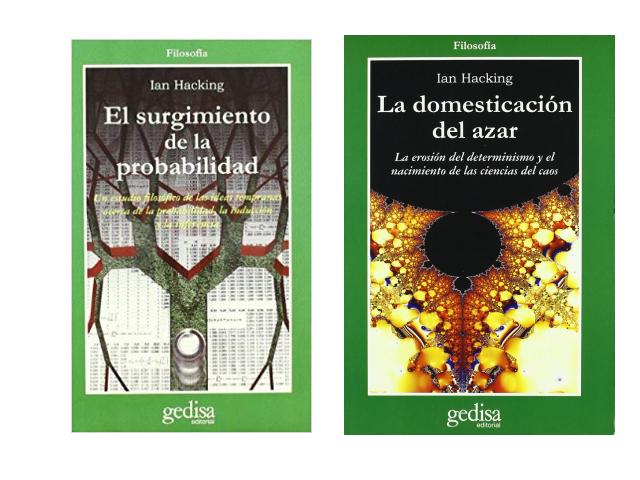 Filosofía
Ian Hacking
El surgimiento
de la
probabilidad
Un estudio filosófico de las ideas tempranas
acerca de la probabilidad, la inducción
y la inferencia
gedisa
editorial
Filosofía
Ian Hacking
La domesticación
del azar
La erosión del determinismo y el
nacimiento de las ciencias del caos
gedisa
editorial